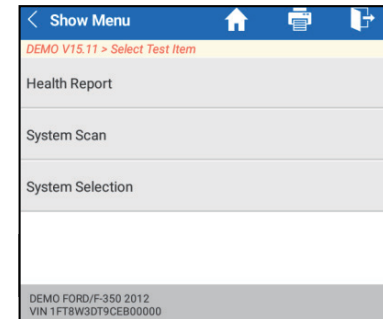 Show Menu
DEMO V15.11 > Select Test Item
Health Report
System Scan
System Selection
DEMO FORD/F-350 2012
VIN 1FT8W3DT9CEB00000